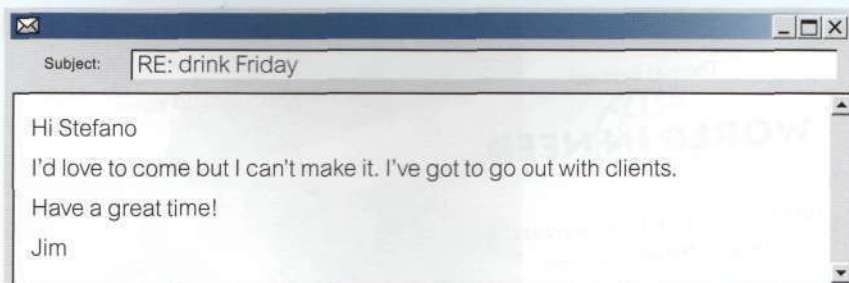 Subject: RE: drink Friday
Hi Stefano
I'd love to come but I can't make it. I've got to go out with clients.
Have a great time!
Jim